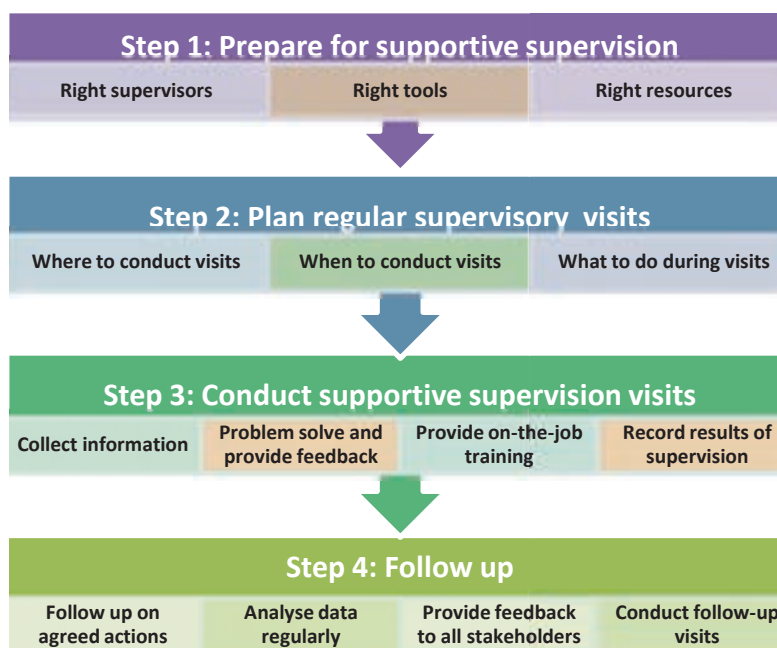 Step 1: Prepare for supportive supervision
Right supervisors
Right tools
Right resources
Step 2: Plan regular supervisory visits
Where to conduct visits
When to conduct visits
What to do during visits
Step 3: Conduct supportive supervision visits
Collect information
Problem solve and
provide feedback
Provide on-the-job
training
Record results of
supervision
Step 4: Follow up
Follow up on
agreed actions
Analyse data
regularly
Provide feedback
to all stakeholders
Conduct follow-up
visits